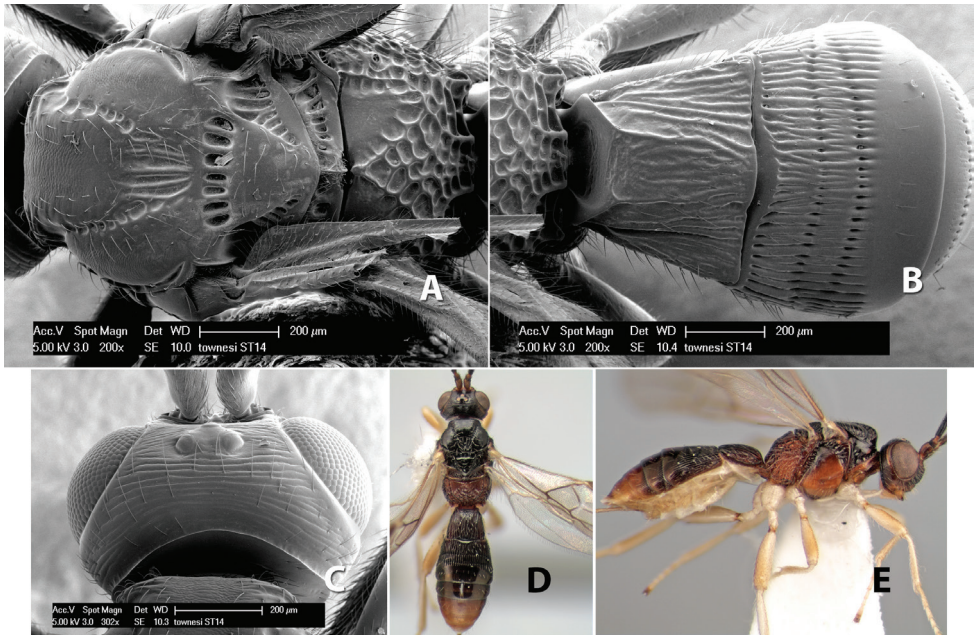 A
Acc.V Spot Magn Det WD 200 µm
5.00 kV 3.0 200x SE 10.0 townesi ST14
B
Acc.V Spot Magn Det WD 200 µm
5.00 kV 3.0 200x SE 10.4 townesi ST14
C
Acc.V Spot Magn Det WD 200 µm
5.00 kV 3.0 302x SE 10.3 townesi ST14
D
E